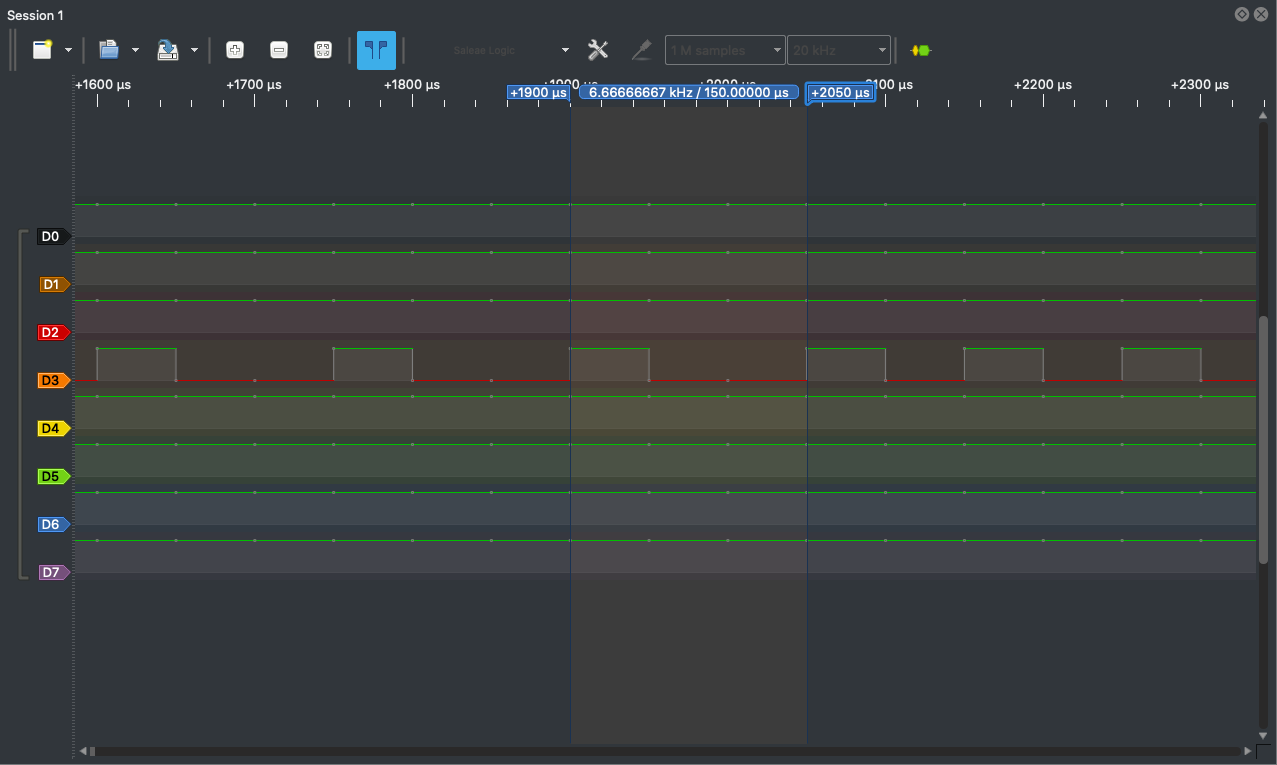 Session 1
Saleae Logic 1 M samples 20 kHz
+1600 µs +1700 µs +1800 µs +2200 µs +2300 µs
+1900 µs 6.66666667 kHz / 150.00000 µs +2050 µs
D0
D1
D2
D3
D4
D5
D6
D7